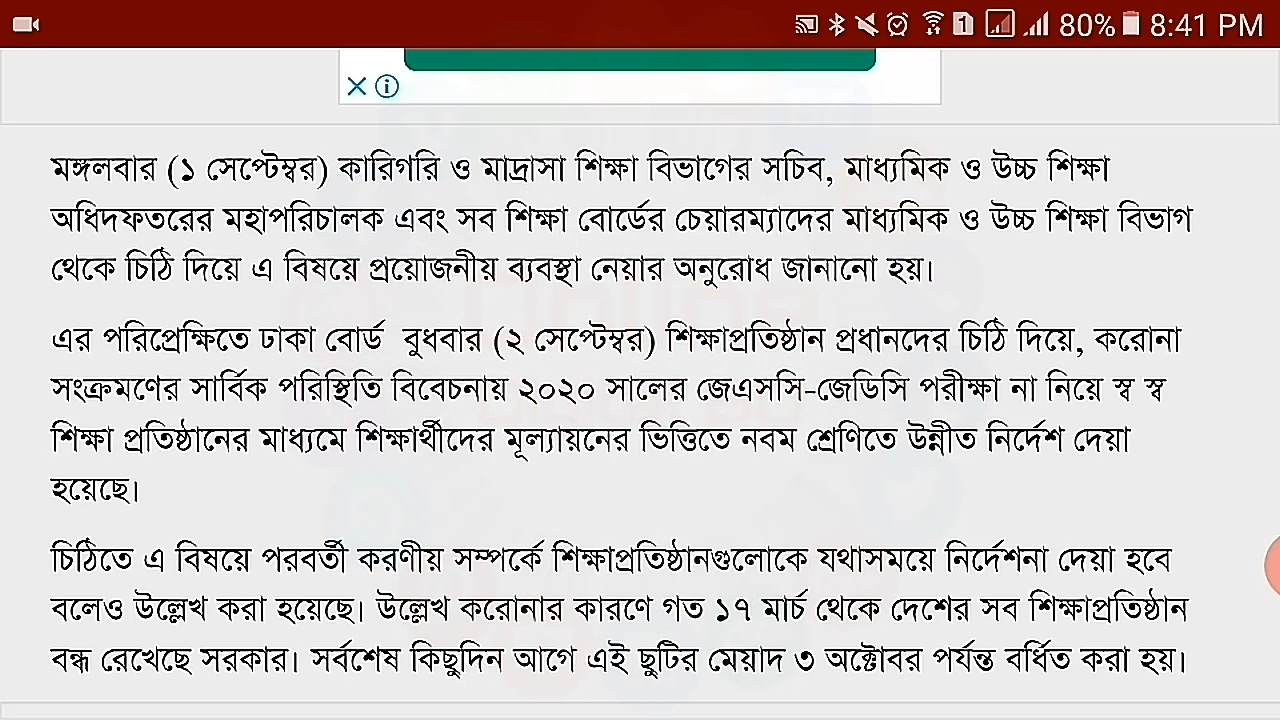 80% 8:41 PM
মঙ্গলবার (১ সেপ্টেম্বর) কারিগরি ও মাদ্রাসা শিক্ষা বিভাগের সচিব, মাধ্যমিক ও উচ্চ শিক্ষা
অধিদফতরের মহাপরিচালক এবং সব শিক্ষা বোর্ডের চেয়ারম্যাদের মাধ্যমিক ও উচ্চ শিক্ষা বিভাগ
থেকে চিঠি দিয়ে এ বিষয়ে প্রয়োজনীয় ব্যবস্থা নেয়ার অনুরোধ জানানো হয়।
এর পরিপ্রেক্ষিতে ঢাকা বোর্ড বুধবার (২ সেপ্টেম্বর) শিক্ষাপ্রতিষ্ঠান প্রধানদের চিঠি দিয়ে, করোনা
সংক্রমণের সার্বিক পরিস্থিতি বিবেচনায় ২০২০ সালের জেএসসি-জেডিসি পরীক্ষা না নিয়ে স্ব স্ব
শিক্ষা প্রতিষ্ঠানের মাধ্যমে শিক্ষার্থীদের মূল্যায়নের ভিত্তিতে নবম শ্রেণিতে উন্নীত নির্দেশ দেয়া
হয়েছে।
চিঠিতে এ বিষয়ে পরবর্তী করণীয় সম্পর্কে শিক্ষাপ্রতিষ্ঠানগুলোকে যথাসময়ে নির্দেশনা দেয়া হবে
বলেও উল্লেখ করা হয়েছে। উল্লেখ করোনার কারণে গত ১৭ মার্চ থেকে দেশের সব শিক্ষাপ্রতিষ্ঠান
বন্ধ রেখেছে সরকার। সর্বশেষ কিছুদিন আগে এই ছুটির মেয়াদ ৩ অক্টোবর পর্যন্ত বর্ধিত করা হয়।